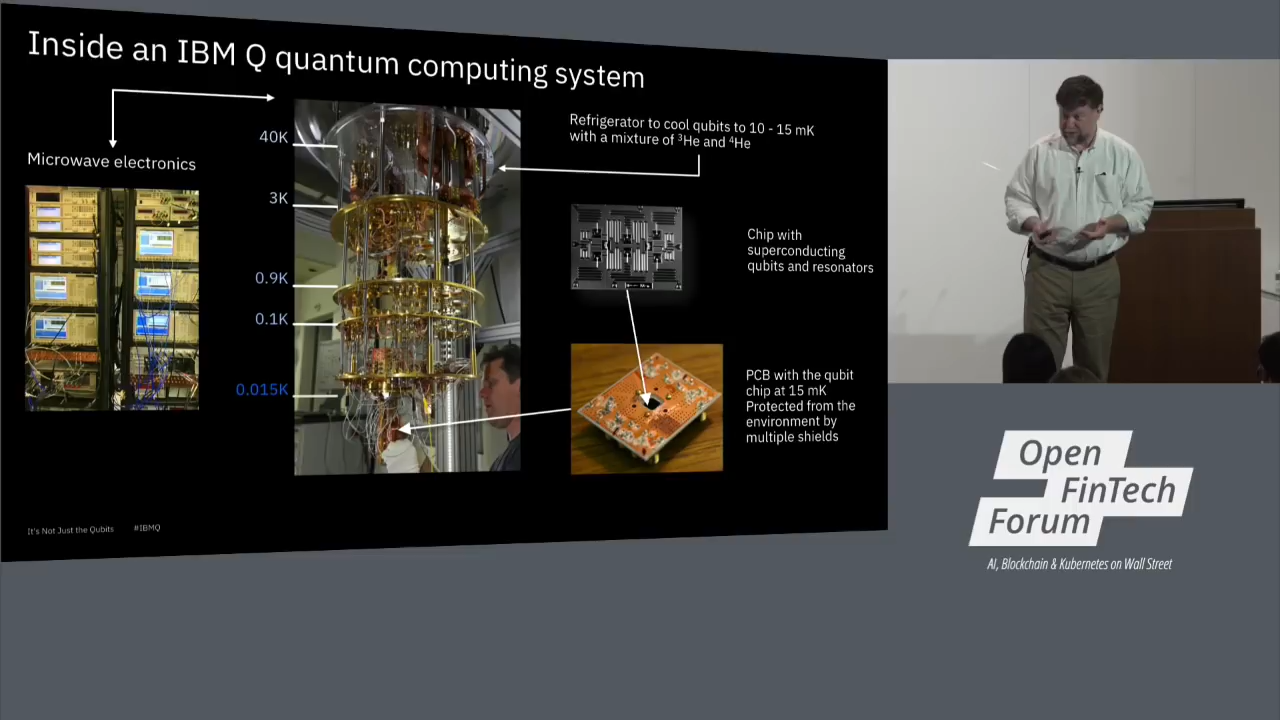 Inside an IBM Q quantum computing system
Microwave electronics
40K
3K
0.9K
0.1K
0.015K
Refrigerator to cool qubits to 10 - 15 mK
with a mixture of ³He and ⁴He
Chip with
superconducting
qubits and resonators
PCB with the qubit
chip at 15 mK
Protected from the
environment by
multiple shields
It's Not Just the Qubits
#IBMQ
Open
FinTech
Forum
AI, Blockchain & Kubernetes on Wall Street